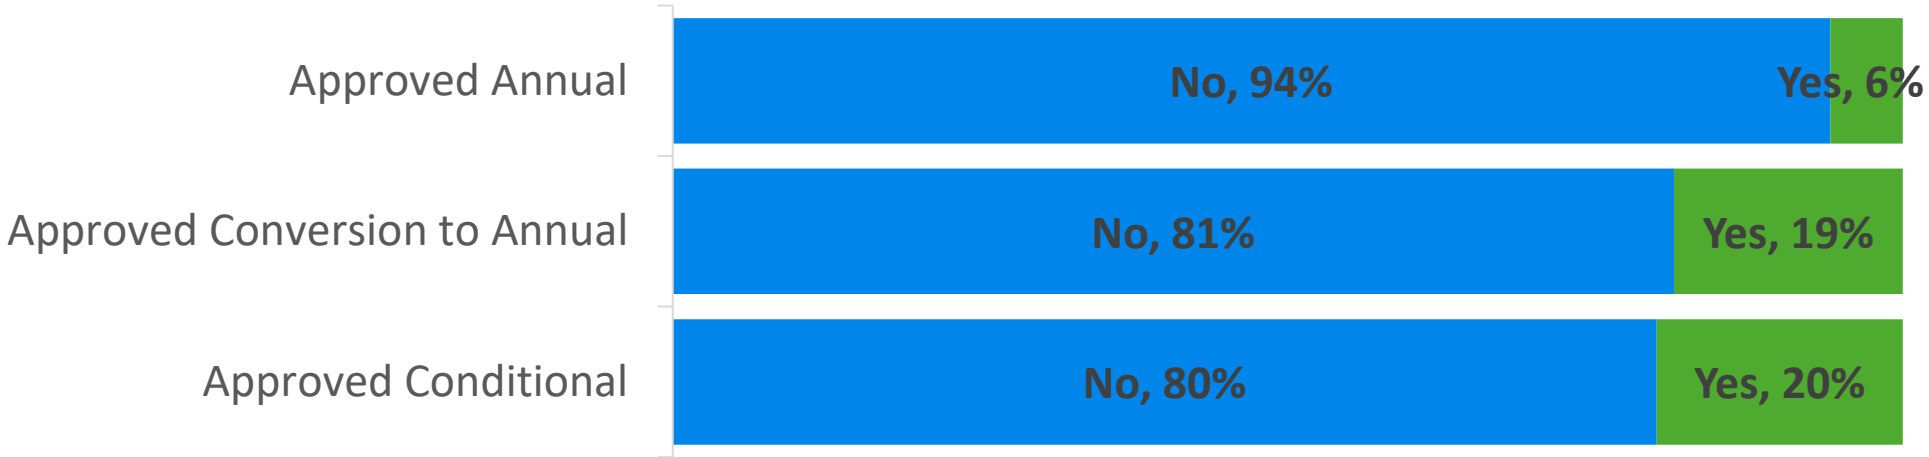 Approved Annual No, 94% Yes, 6%
Approved Conversion to Annual No, 81% Yes, 19%
Approved Conditional No, 80% Yes, 20%